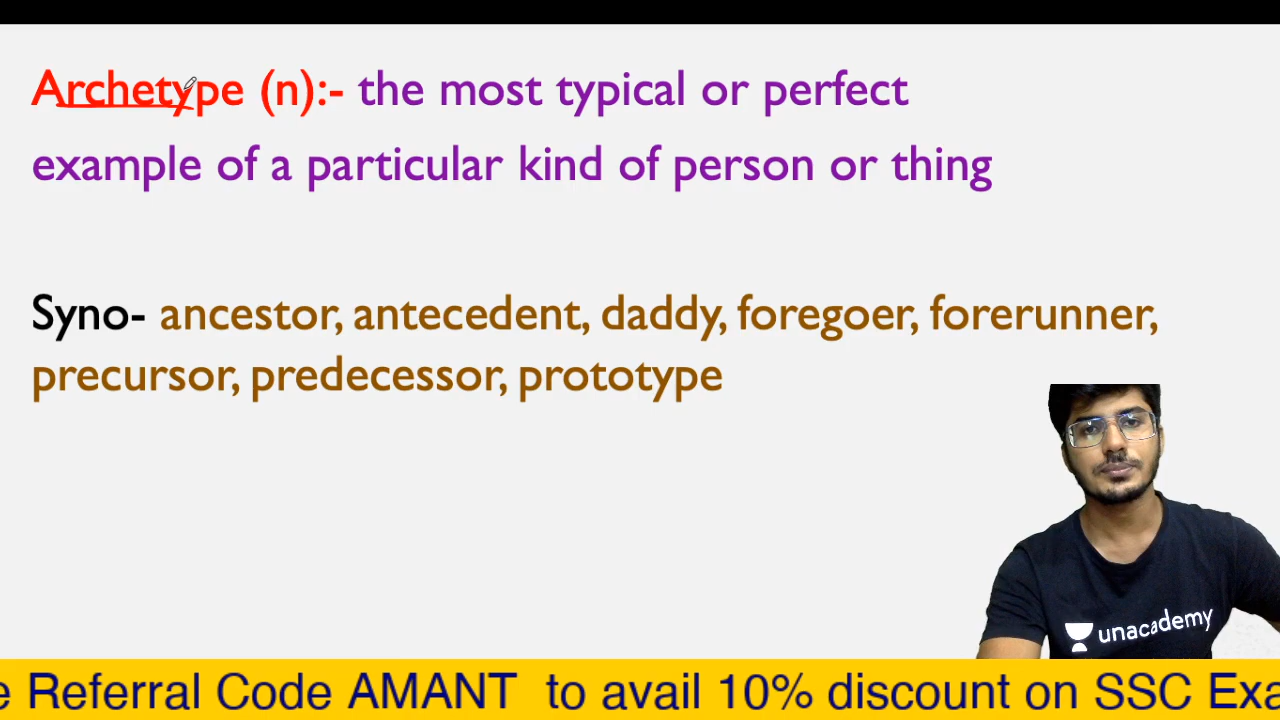 Archetype (n):- the most typical or perfect
example of a particular kind of person or thing
Syno- ancestor, antecedent, daddy, foregoer, forerunner,
precursor, predecessor, prototype
unacademy
e Referral Code AMANT to avail 10% discount on SSC Exa